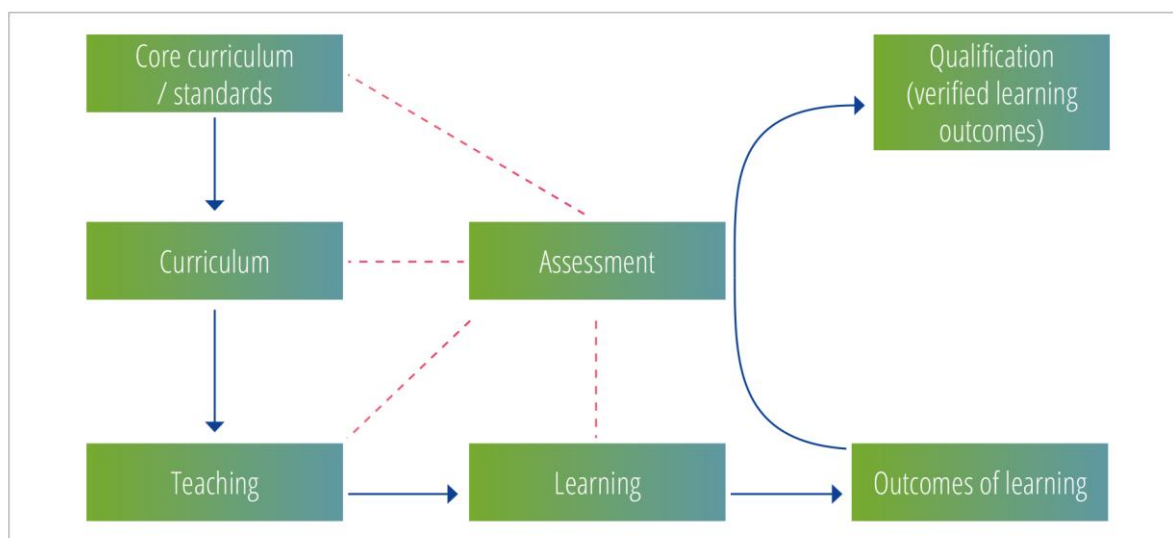 Core curriculum
/ standards
Qualification
(verified learning
outcomes)
Curriculum
Assessment
Teaching
Learning
Outcomes of learning